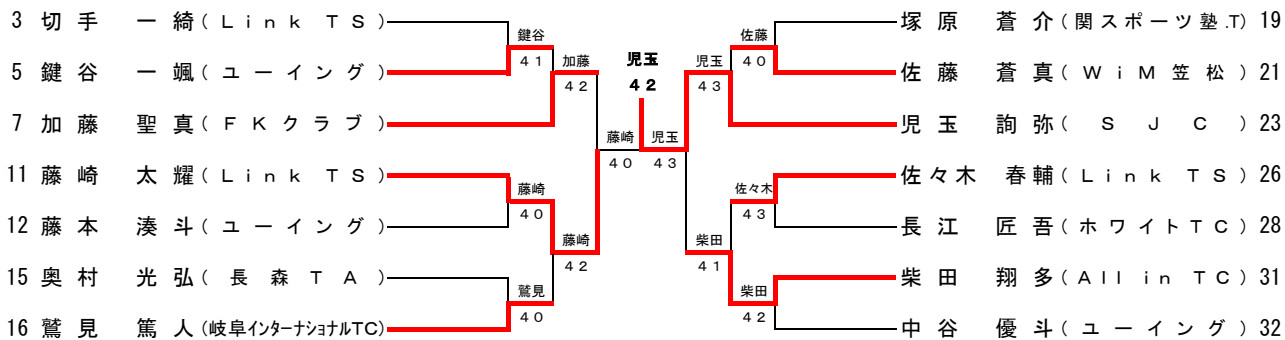 3 切手 一綺(Link TS)
5 鍵谷 一颯(ユーイング)
7 加藤 聖真(FKクラブ)
11 藤崎 太耀(Link TS)
12 藤本 湊斗(ユーイング)
15 奥村 光弘(長森TA)
16 鷲見 篤人(岐阜インターナショナルTC)
鍵谷
41
加藤
42
藤崎
40
藤崎
42
鷲見
40
藤崎
40
児玉
42
児玉
43
児玉
43
佐藤
40
佐々木
43
柴田
41
柴田
42
塚原 蒼介(関スポーツ塾.T) 19
佐藤 蒼真(WiM笠松) 21
児玉 詢弥(SJC) 23
佐々木 春輔(Link TS) 26
長江 匠吾(ホワイトTC) 28
柴田 翔多(All in TC) 31
中谷 優斗(ユーイング) 32